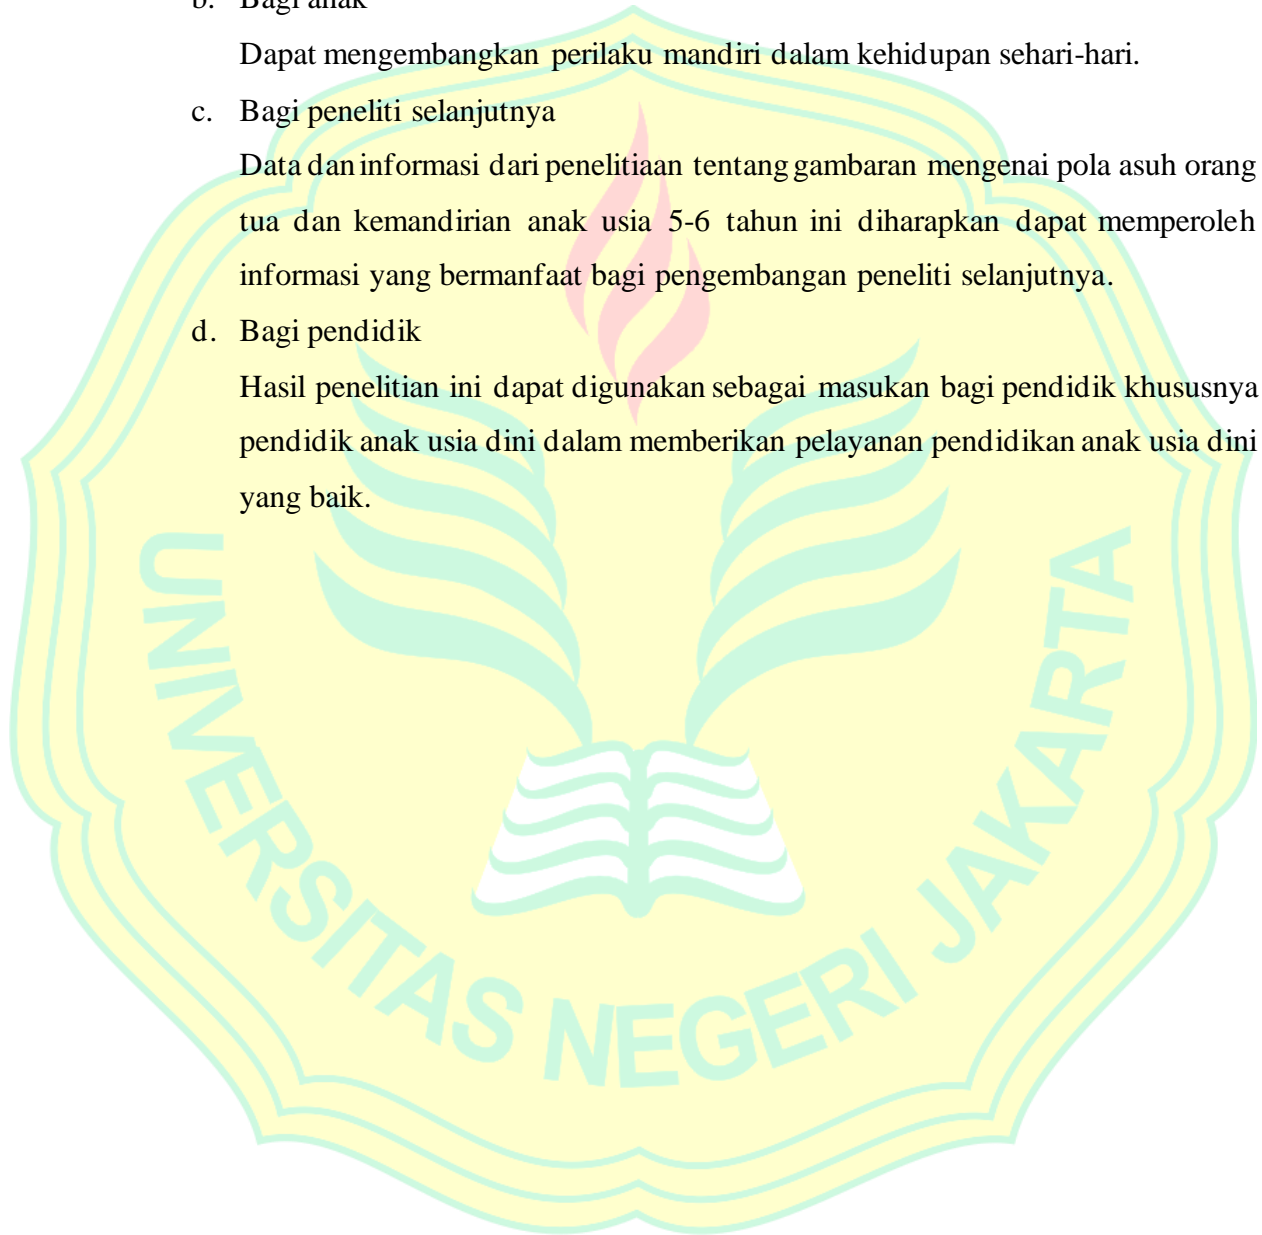 b. Bagi anak
Dapat mengembangkan perilaku mandiri dalam kehidupan sehari-hari.
c. Bagi peneliti selanjutnya
Data dan informasi dari penelitiaan tentang gambaran mengenai pola asuh orang
tua dan kemandirian anak usia 5-6 tahun ini diharapkan dapat memperoleh
informasi yang bermanfaat bagi pengembangan peneliti selanjutnya.
d. Bagi pendidik
Hasil penelitian ini dapat digunakan sebagai masukan bagi pendidik khususnya
pendidik anak usia dini dalam memberikan pelayanan pendidikan anak usia dini
yang baik.
UNIVERSITAS NEGERI JAKARTA